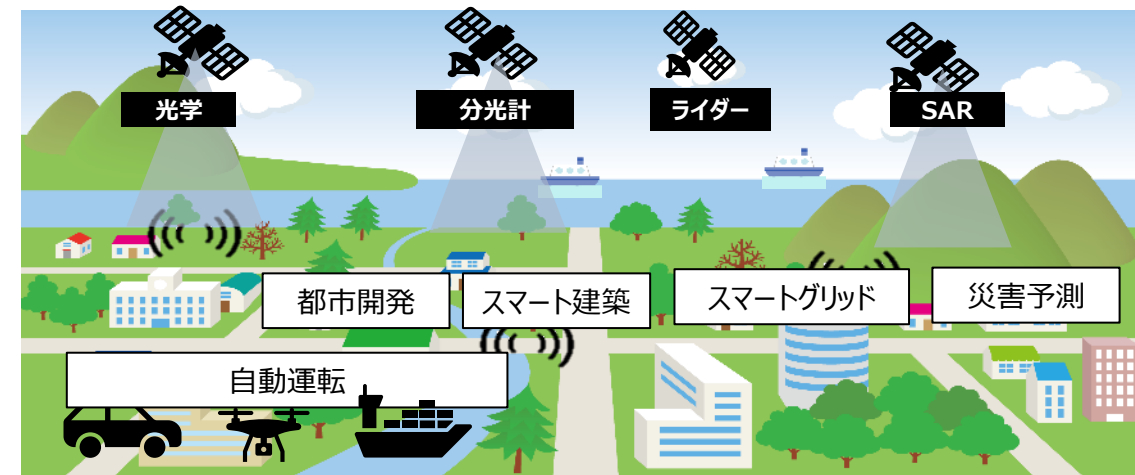 光学
分光計
ライダー
SAR
都市開発
スマート建築
スマートグリッド
災害予測
自動運転